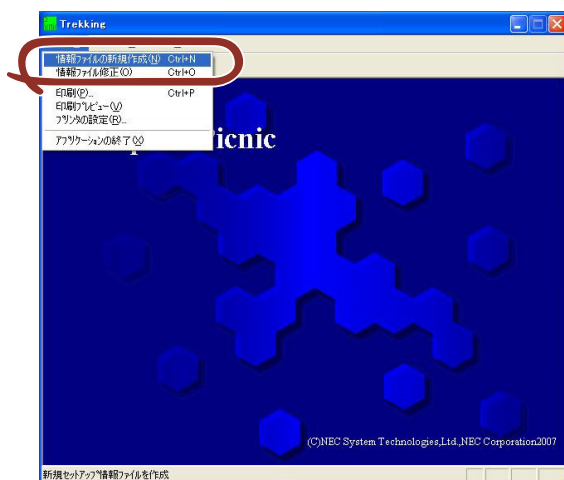 Trekking
情報ファイルの新規作成(N) Ctrl+N
情報ファイル修正(O) Ctrl+O
印刷(P)... Ctrl+P
印刷プレビュー(V)
プリンタの設定(R)...
アプリケーションの終了(X)
icnic
(C)NEC System Technologies,Ltd.,NEC Corporation2007
新規セットアップ情報ファイルを作成